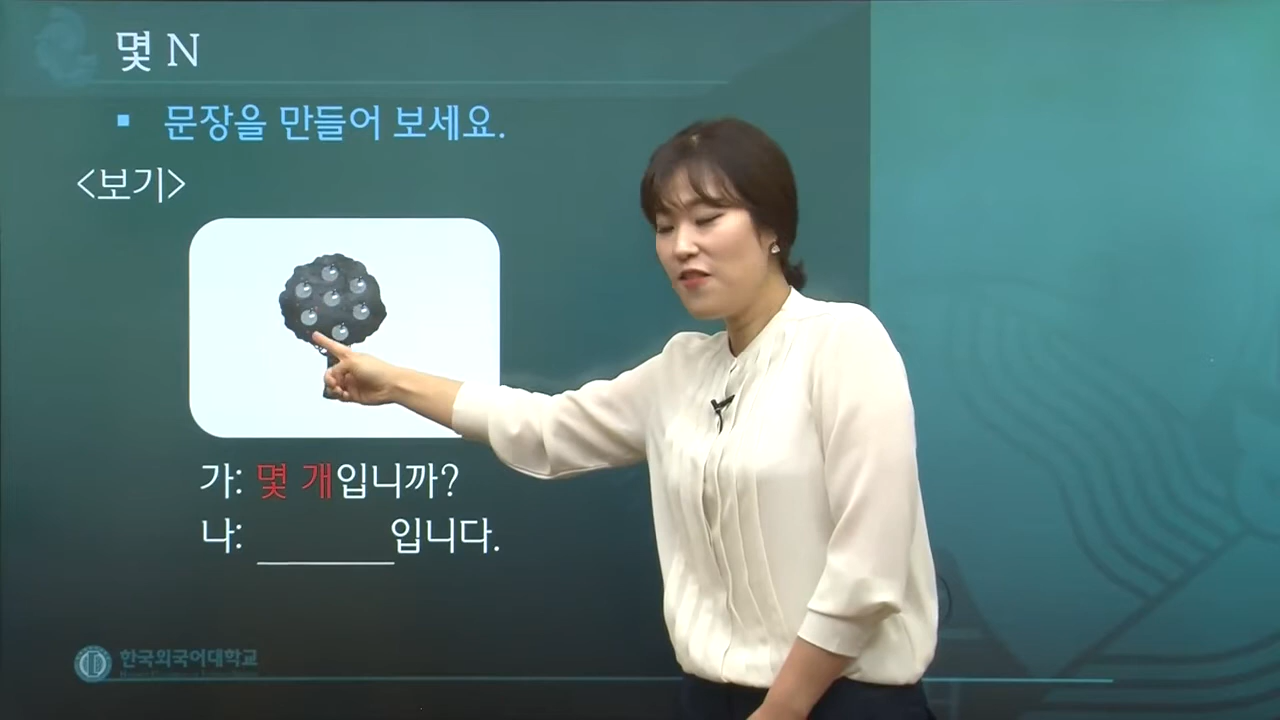 몇 N
▪ 문장을 만들어 보세요.
<보기>
가: 몇 개입니까?
나: ________ 입니다.
한국외국어대학교